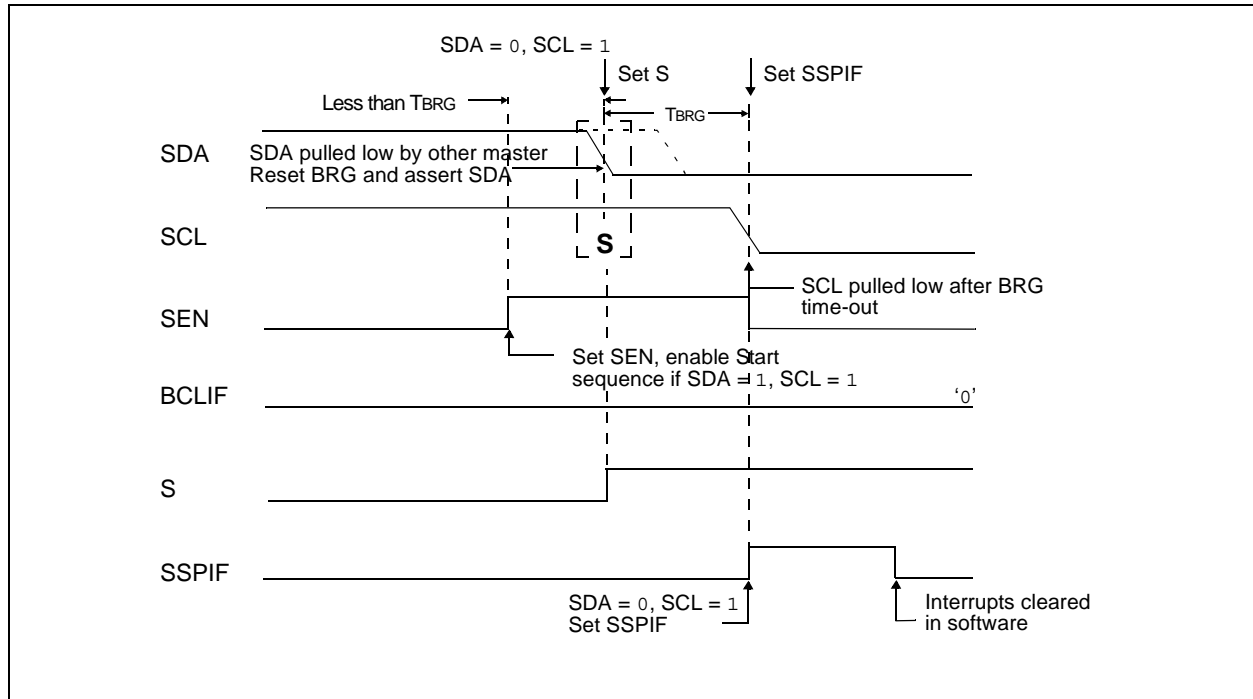 SDA = 0, SCL = 1
Set S
Set SSPIF
Less than TBRG
TBRG
SDA
SDA pulled low by other master
Reset BRG and assert SDA
SCL
S
SCL pulled low after BRG
time-out
SEN
Set SEN, enable Start
sequence if SDA = 1, SCL = 1
BCLIF
‘0’
S
SSPIF
SDA = 0, SCL = 1
Set SSPIF
Interrupts cleared
in software